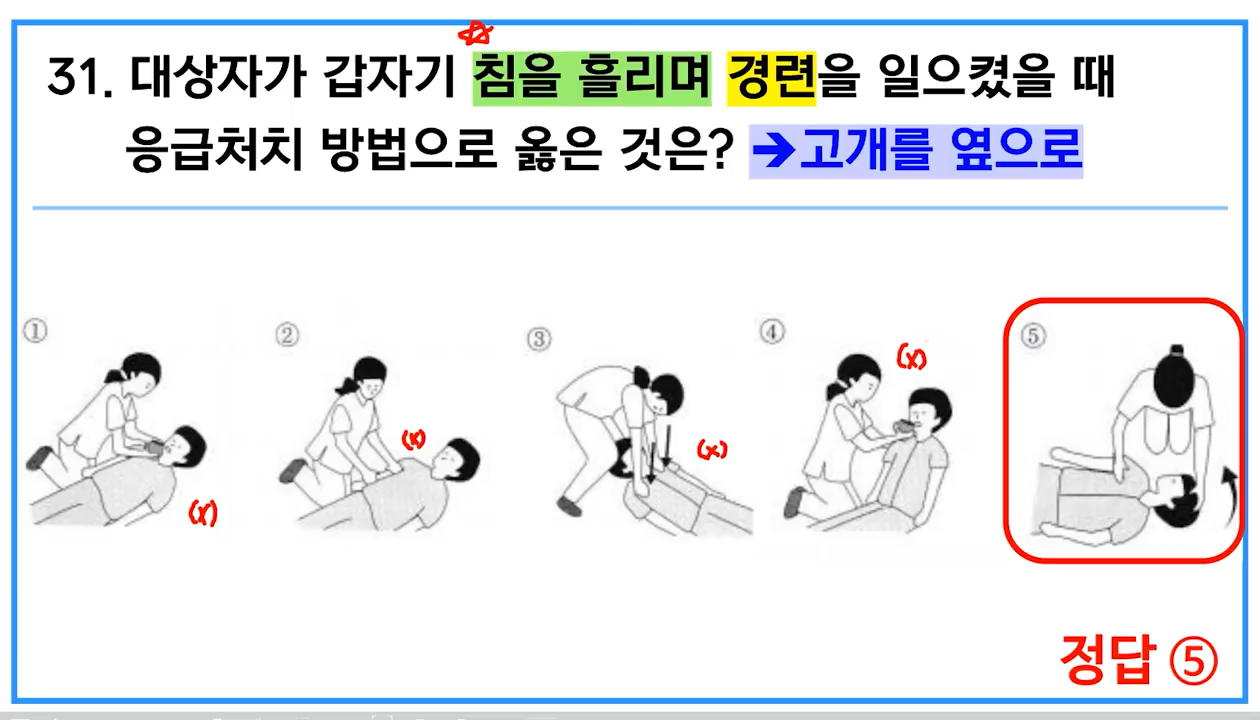 31. 대상자가 갑자기 침을 흘리며 경련을 일으켰을 때
응급처치 방법으로 옳은 것은? →고개를 옆으로
① ② ③ ④ ⑤
(x) (x) (x) (x)
정답 ⑤